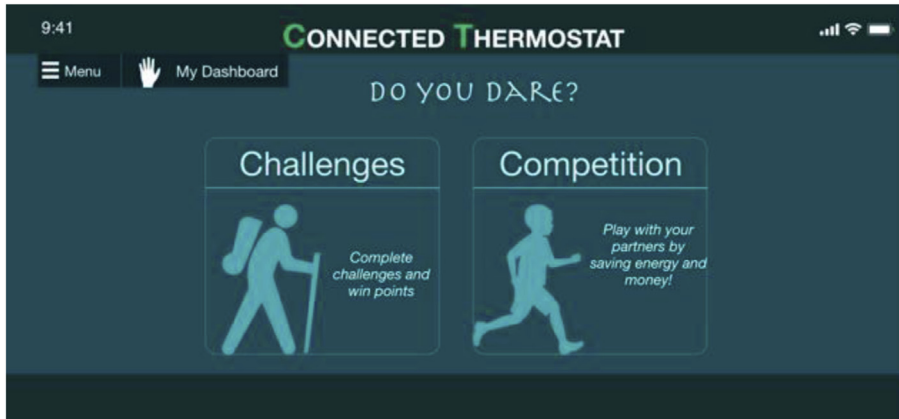 9:41
CONNECTED THERMOSTAT
Menu
My Dashboard
DO YOU DARE?
Challenges
Complete
challenges and
win points
Competition
Play with your
partners by
saving energy and
money!